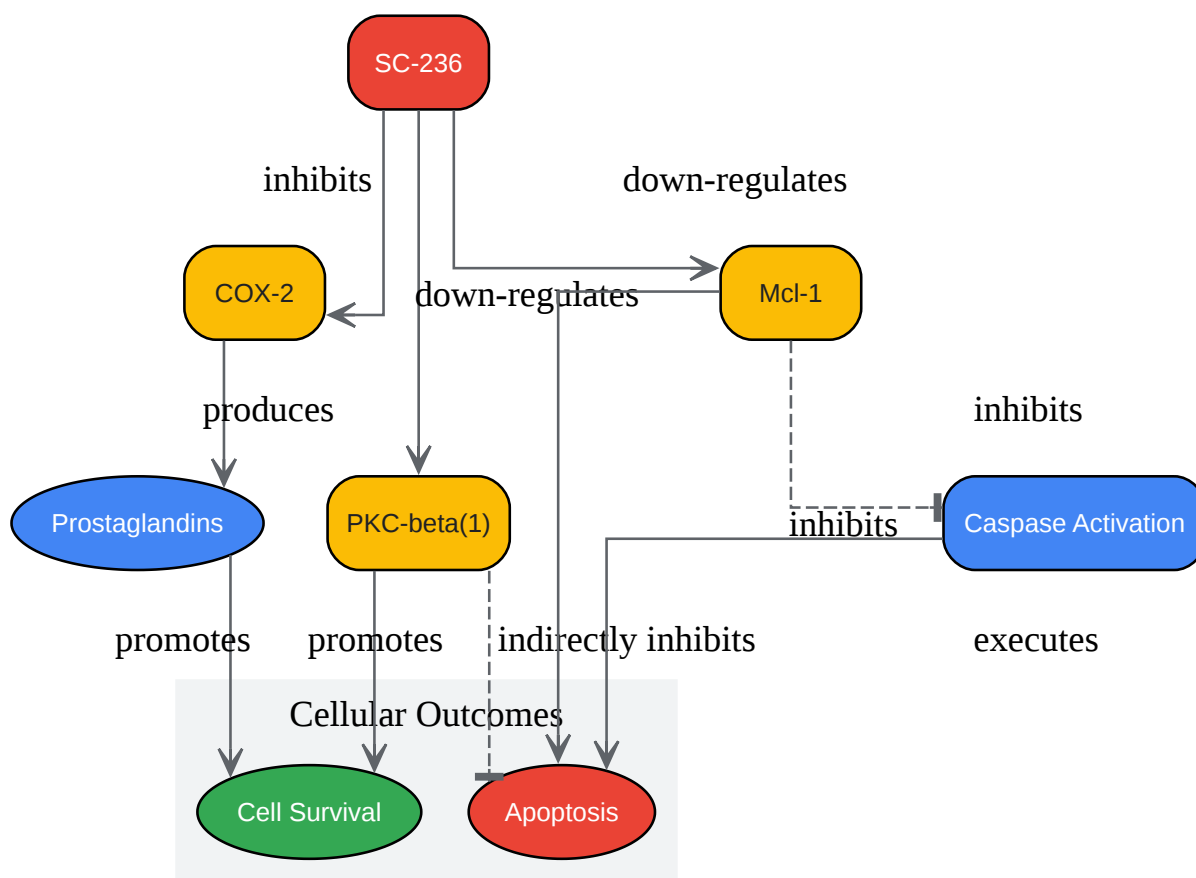 SC-236
inhibits
down-regulates
COX-2
down-regulates
Mcl-1
produces
inhibits
Prostaglandins
PKC-beta(1)
inhibits
Caspase Activation
promotes
promotes
indirectly inhibits
executes
Cellular Outcomes
Cell Survival
Apoptosis